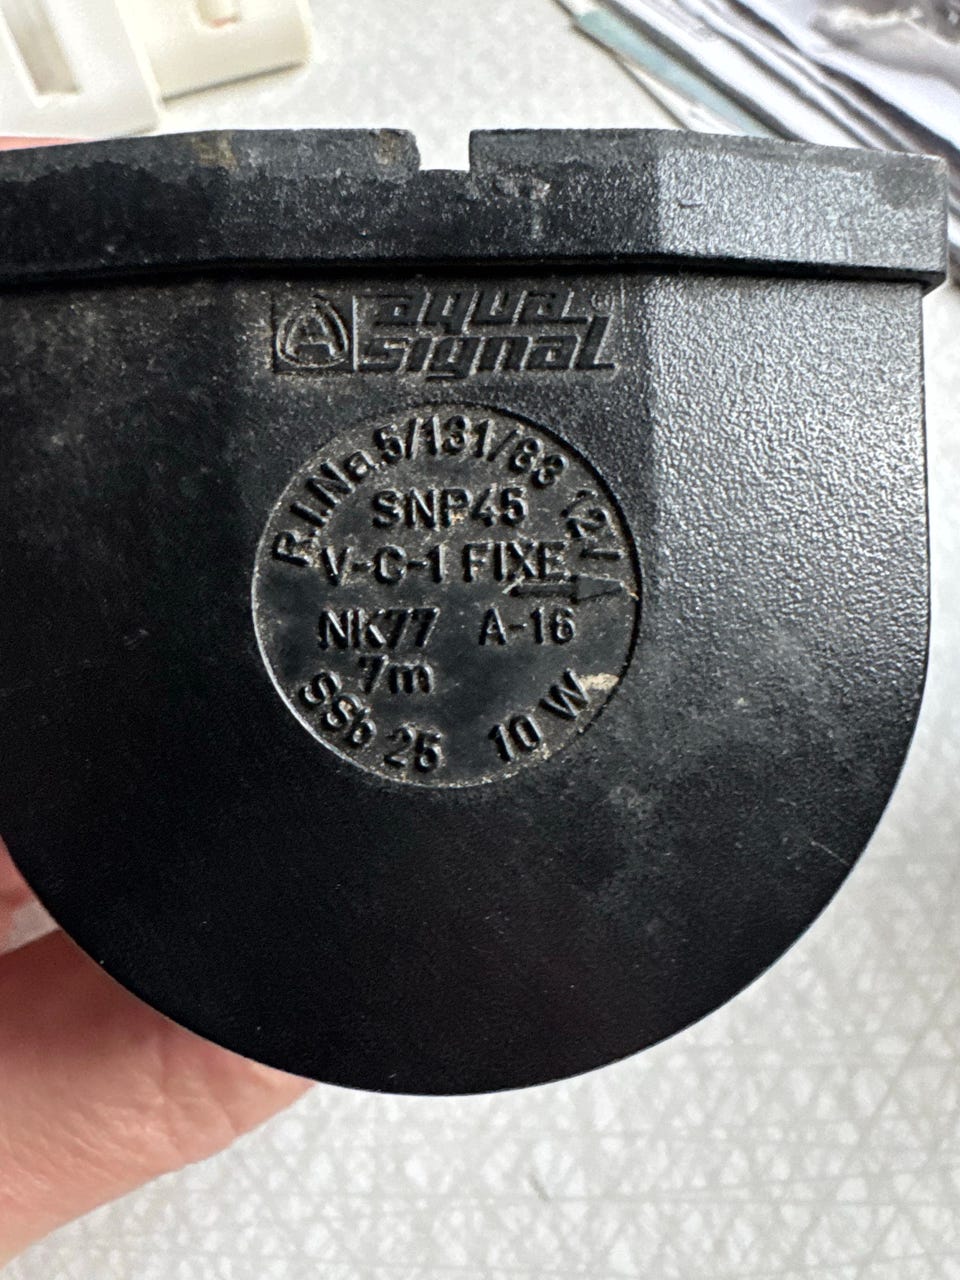 aqua
signal
R.I.Na.5/131/83 12V
SNP45
V-C-1 FIXE
NK77 A-16
7m
SSb 25 10 W